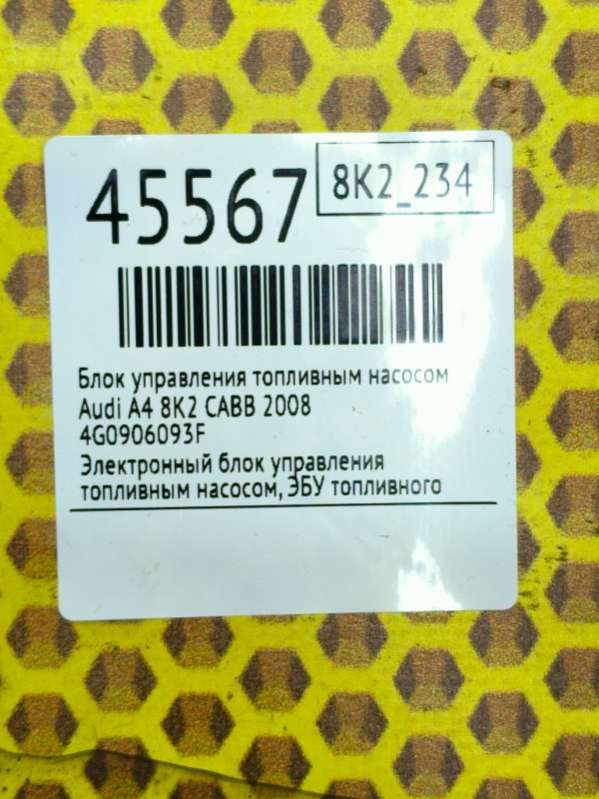 45567
8K2_234
Блок управления топливным насосом
Audi A4 8K2 CABB 2008
4G0906093F
Электронный блок управления
топливным насосом, ЭБУ топливного